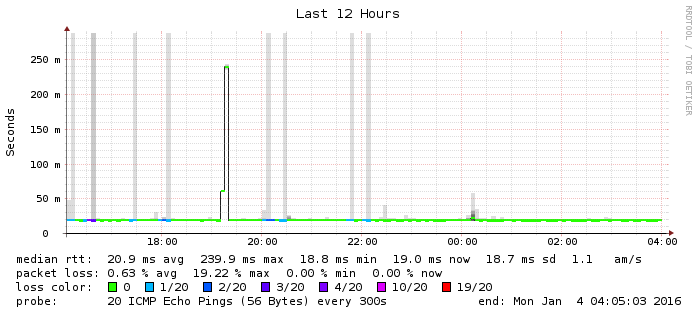 Last 12 Hours
RRDTOOL / TOBI OETIKER
Seconds
250 m
200 m
150 m
100 m
50 m
0
18:00 20:00 22:00 00:00 02:00 04:00
median rtt: 20.9 ms avg 239.9 ms max 18.8 ms min 19.0 ms now 18.7 ms sd 1.1 am/s
packet loss: 0.63 % avg 19.22 % max 0.00 % min 0.00 % now
loss color: 0 1/20 2/20 3/20 4/20 10/20 19/20
probe: 20 ICMP Echo Pings (56 Bytes) every 300s end: Mon Jan 4 04:05:03 2016